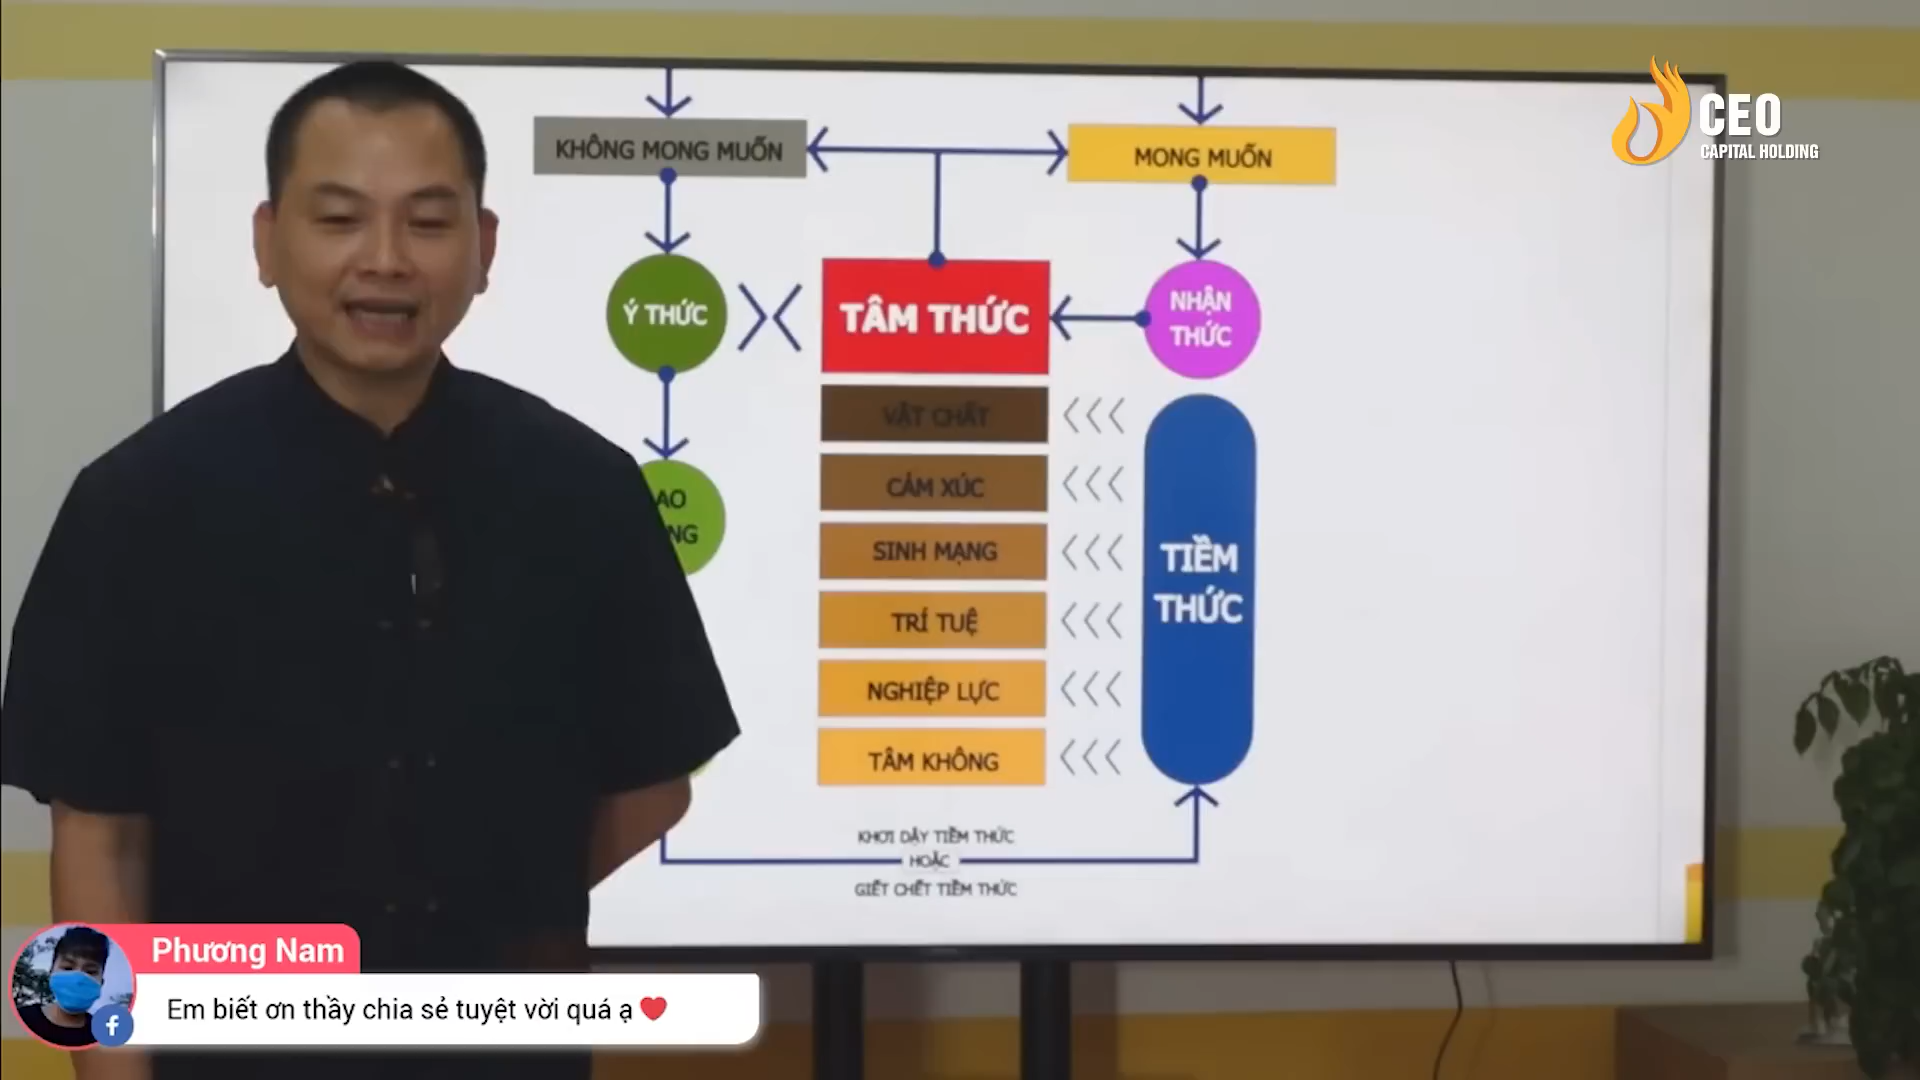 CEO
CAPITAL HOLDING
KHÔNG MONG MUỐN
MONG MUỐN
Ý THỨC
TÂM THỨC
NHẬN
THỨC
VẬT CHẤT
CẢM XÚC
SINH MẠNG
TRÍ TUỆ
NGHIỆP LỰC
TÂM KHÔNG
TIỀM
THỨC
KHƠI DẬY TIỀM THỨC
HOẶC
GIẾT CHẾT TIỀM THỨC
Phương Nam
Em biết ơn thầy chia sẻ tuyệt vời quá ạ ❤️